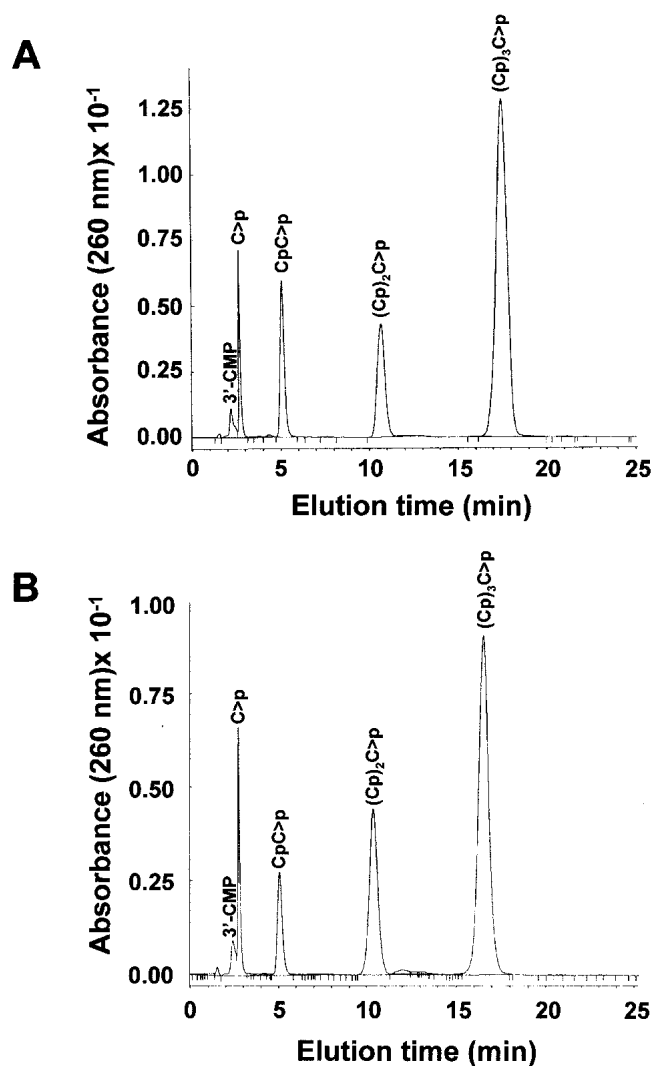 A
Absorbance (260 nm)x 10⁻¹
1.25
1.00
0.75
0.50
0.25
0.00
3'-CMP
C>p
CpC>p
(Cp)₂C>p
(Cp)₃C>p
0 5 10 15 20 25
Elution time (min)
B
Absorbance (260 nm)x 10⁻¹
1.00
0.75
0.50
0.25
0.00
3'-CMP
C>p
CpC>p
(Cp)₂C>p
(Cp)₃C>p
0 5 10 15 20 25
Elution time (min)